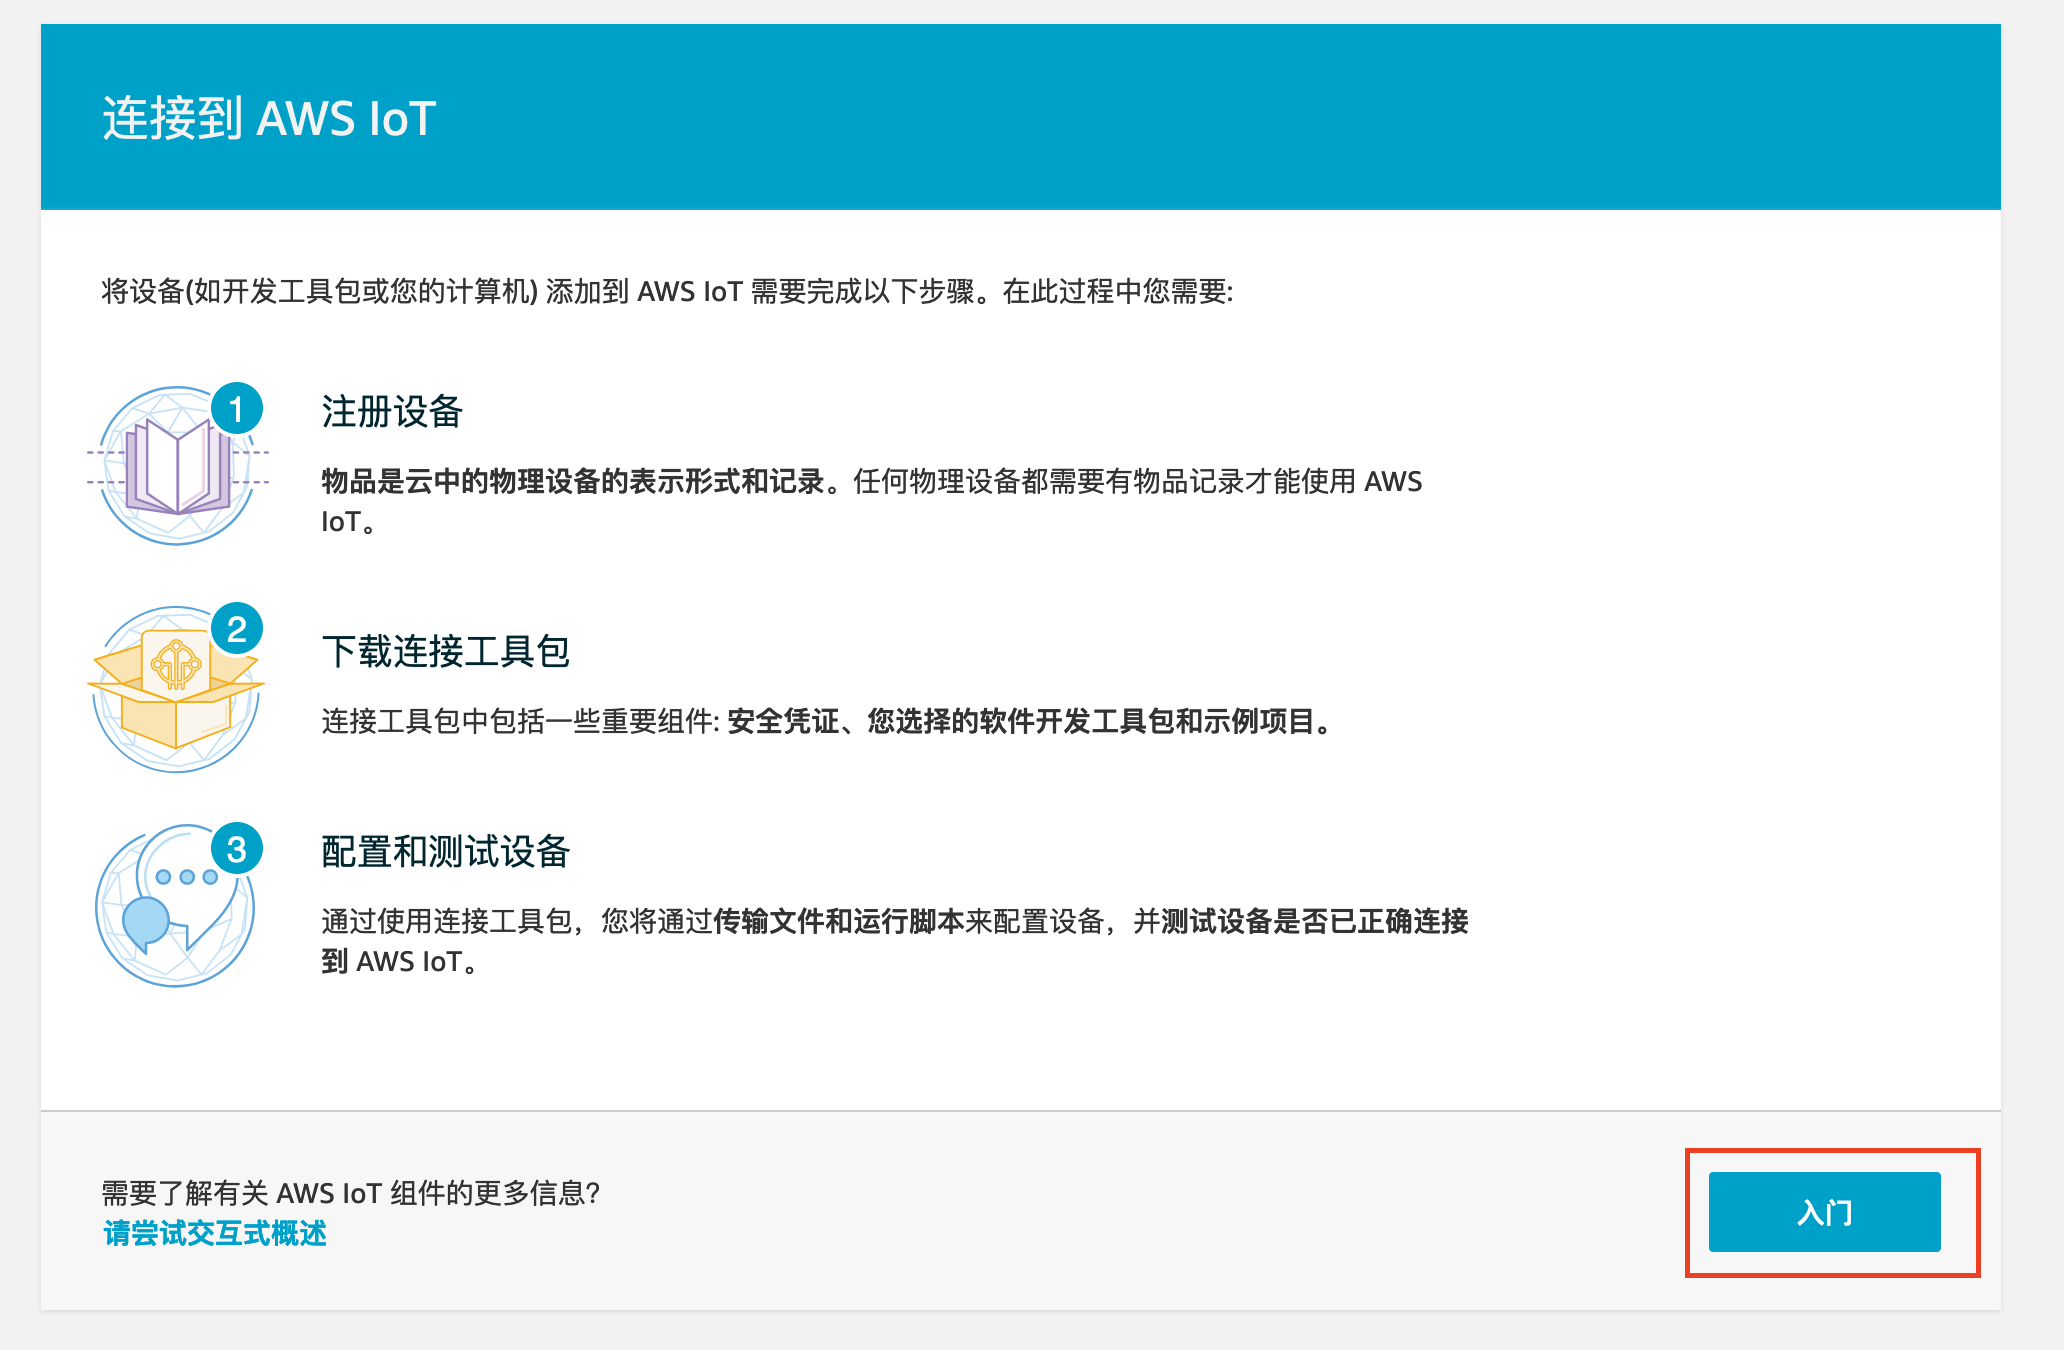 连接到 AWS IoT
将设备(如开发工具包或您的计算机) 添加到 AWS IoT 需要完成以下步骤。在此过程中您需要:
1
注册设备
物品是云中的物理设备的表示形式和记录。任何物理设备都需要有物品记录才能使用 AWS
IoT。
2
下载连接工具包
连接工具包中包括一些重要组件: 安全凭证、您选择的软件开发工具包和示例项目。
3
配置和测试设备
通过使用连接工具包，您将通过传输文件和运行脚本来配置设备，并测试设备是否已正确连接
到 AWS IoT。
需要了解有关 AWS IoT 组件的更多信息?
请尝试交互式概述
入门